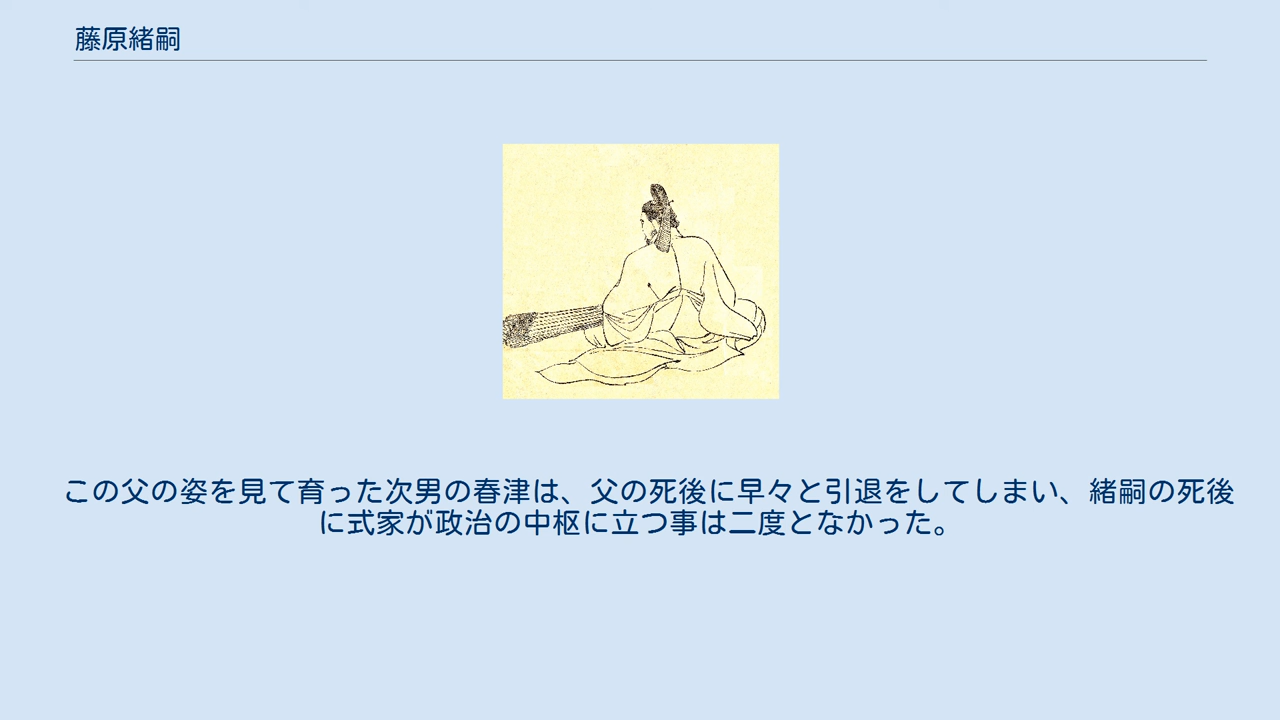 藤原緒嗣
この父の姿を見て育った次男の春津は、父の死後に早々と引退をしてしまい、緒嗣の死後
に式家が政治の中枢に立つ事は二度となかった。